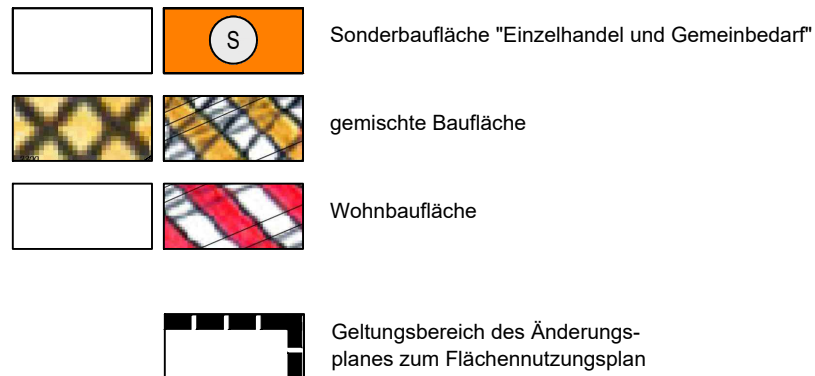 S
Sonderbaufläche "Einzelhandel und Gemeinbedarf"
gemischte Baufläche
Wohnbaufläche
Geltungsbereich des Änderungs-
planes zum Flächennutzungsplan